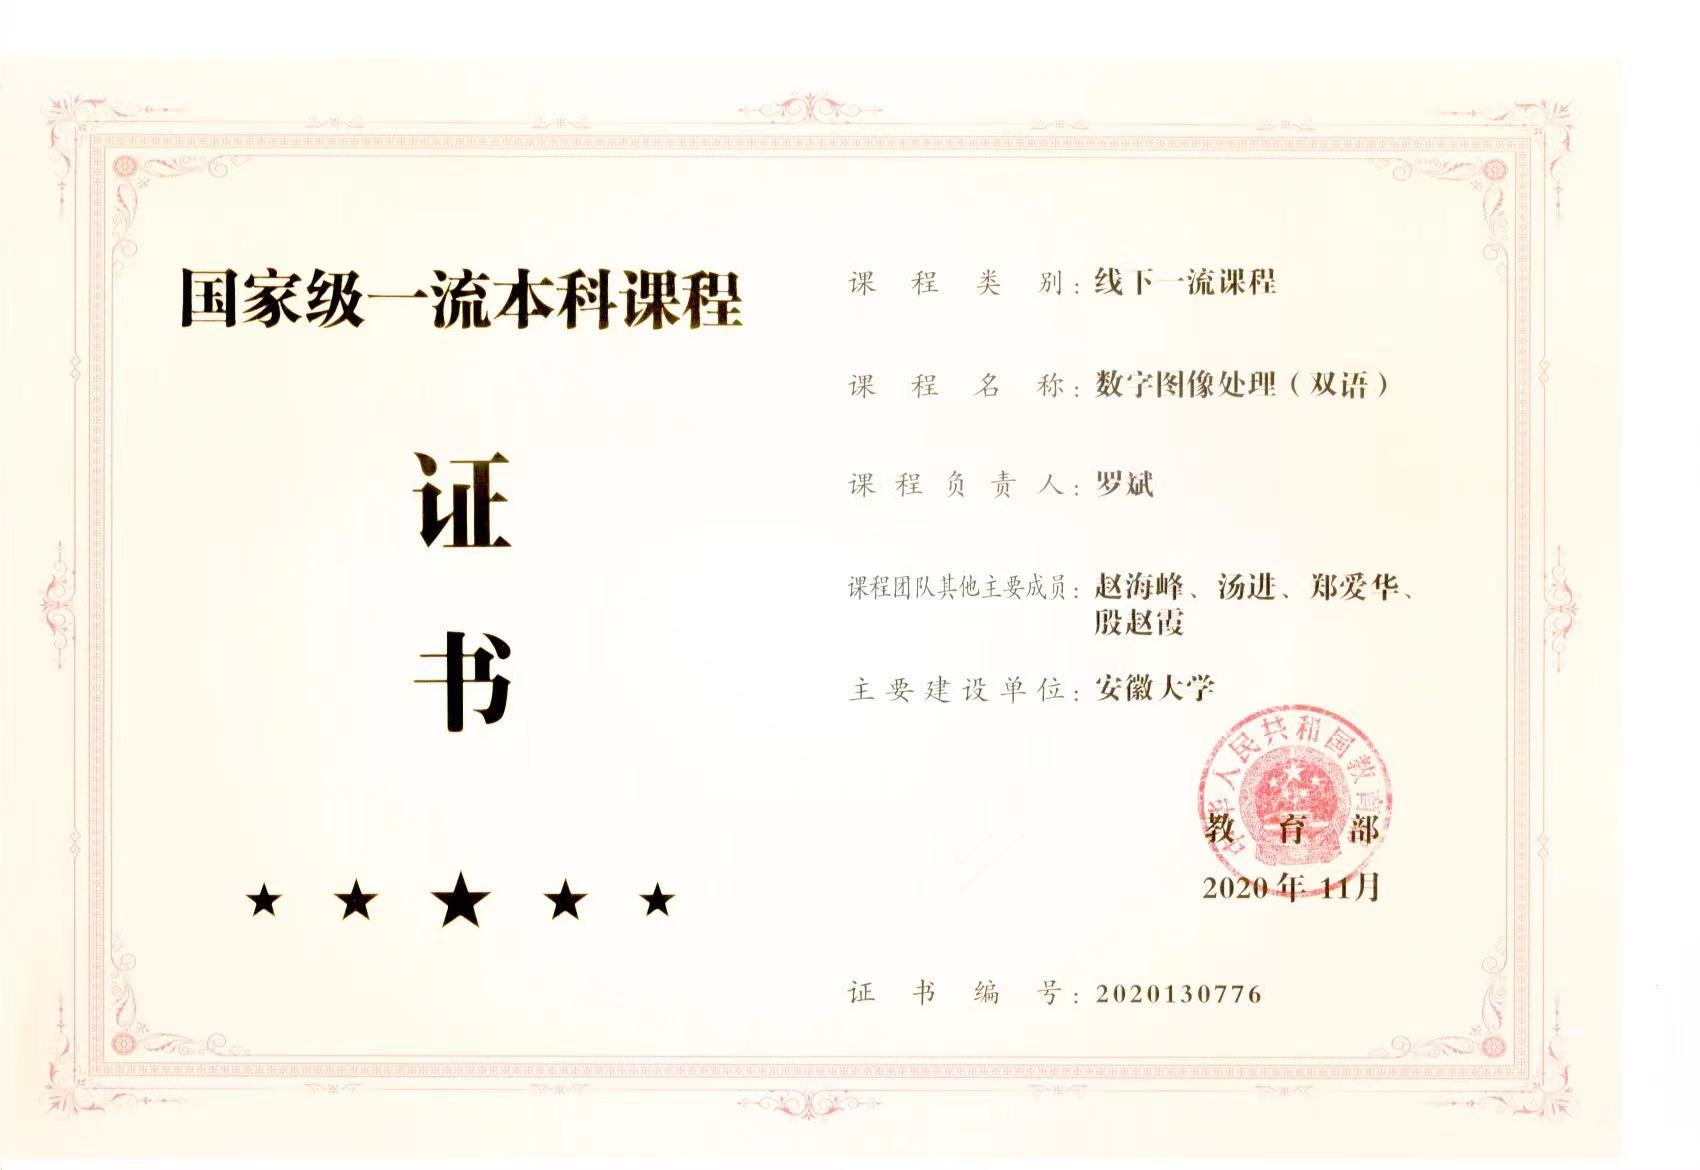 国家级一流本科课程
证
书
课程类别：线下一流课程
课程名称：数字图像处理（双语）
课程负责人：罗斌
课程团队其他主要成员：赵海峰、汤进、郑爱华、
殷赵霞
主要建设单位：安徽大学
中华人民共和国教育部
教育部
2020年11月
证书编号：2020130776